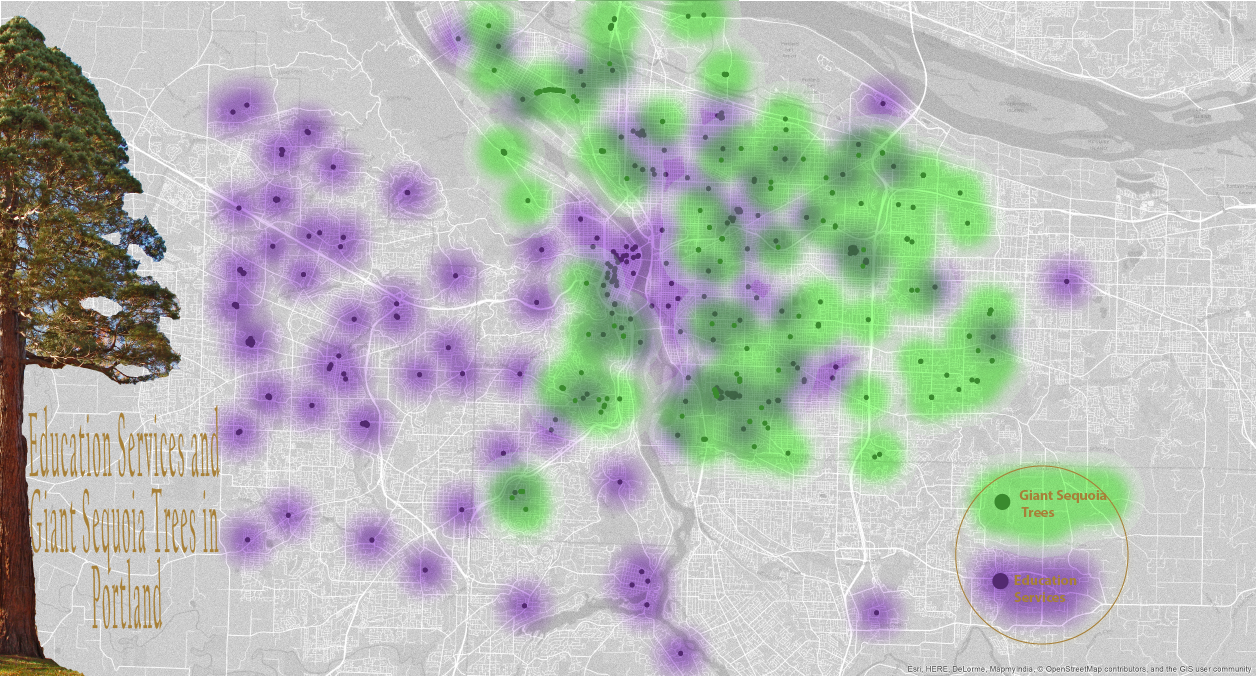 Education Services and
Giant Sequoia Trees in
Portland
Giant Sequoia
Trees
Education
Services
Esri, HERE, DeLorme, MapmyIndia, © OpenStreetMap contributors, and the GIS user community